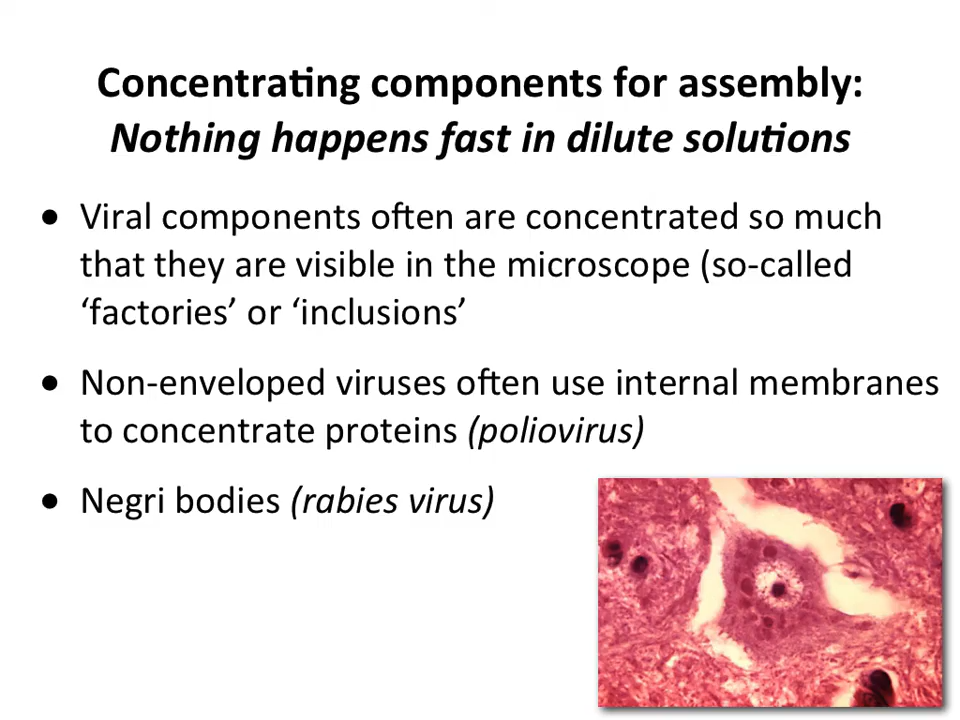 Concentrating components for assembly:
Nothing happens fast in dilute solutions
• Viral components often are concentrated so much
that they are visible in the microscope (so-called
‘factories’ or ‘inclusions’
• Non-enveloped viruses often use internal membranes
to concentrate proteins (poliovirus)
• Negri bodies (rabies virus)